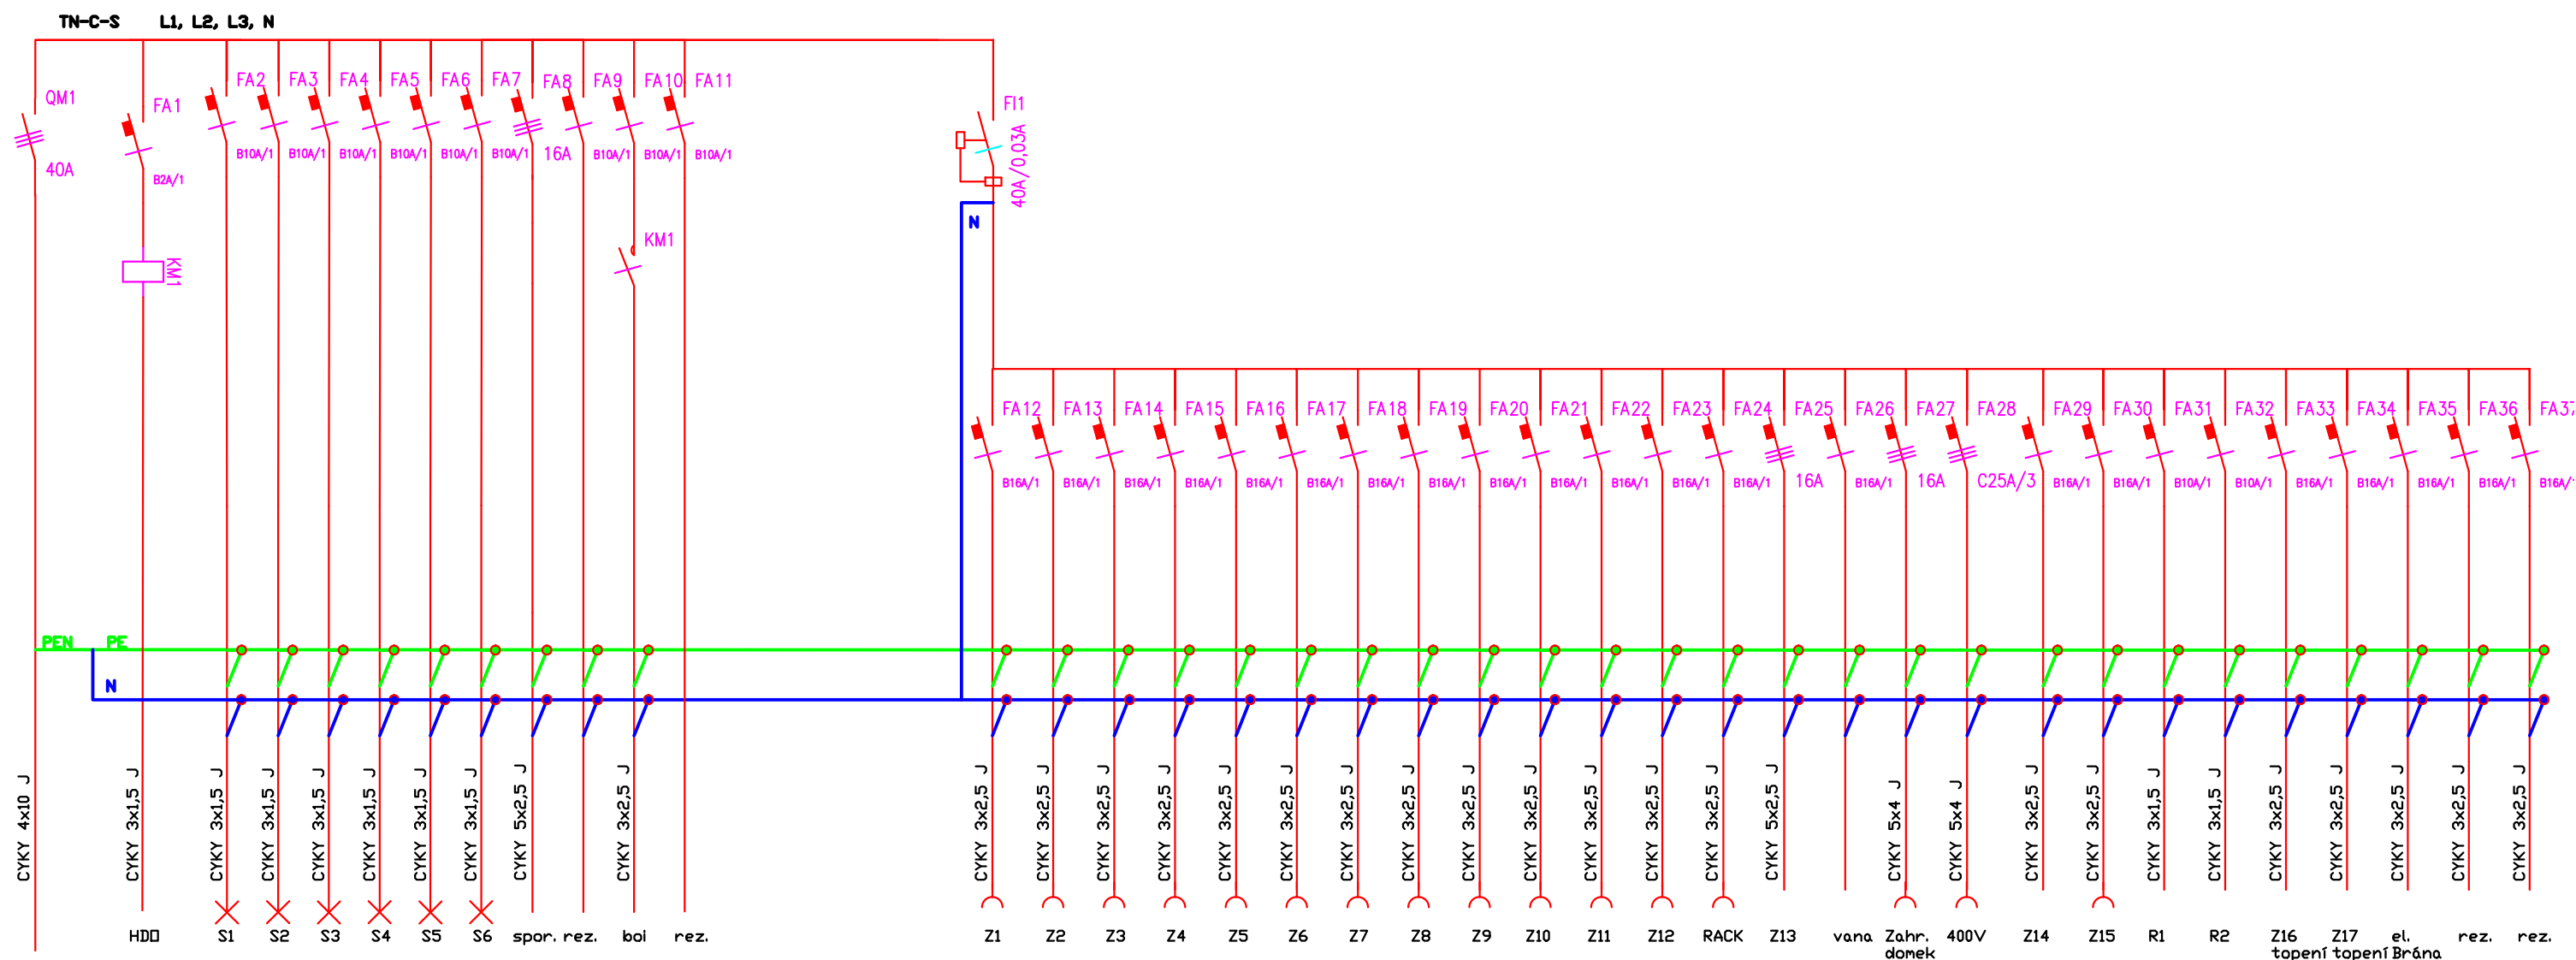 TN-C-S L1, L2, L3, N
FA2 FA3 FA4 FA5 FA6 FA7 FA8 FA9 FA10 FA11
QM1 FA1 FI1
B10A/1 B10A/1 B10A/1 B10A/1 B10A/1 B10A/1 16A B10A/1 B10A/1 B10A/1
40A B2A/1 40A/0,03A
N
KM1
KM1
FA12 FA13 FA14 FA15 FA16 FA17 FA18 FA19 FA20 FA21 FA22 FA23 FA24 FA25 FA26 FA27 FA28 FA29 FA30 FA31 FA32 FA33 FA34 FA35 FA36 FA37
B16A/1 B16A/1 B16A/1 B16A/1 B16A/1 B16A/1 B16A/1 B16A/1 B16A/1 B16A/1 B16A/1 B16A/1 B16A/1 16A B16A/1 16A C25A/3 B16A/1 B16A/1 B10A/1 B10A/1 B16A/1 B16A/1 B16A/1 B16A/1 B16A/
PEN PE
N
CYKY 4x10 J
CYKY 3x1,5 J
CYKY 3x1,5 J
CYKY 3x1,5 J
CYKY 3x1,5 J
CYKY 3x1,5 J
CYKY 3x1,5 J
CYKY 3x1,5 J
CYKY 5x2,5 J
CYKY 3x2,5 J
CYKY 3x2,5 J
CYKY 3x2,5 J
CYKY 3x2,5 J
CYKY 3x2,5 J
CYKY 3x2,5 J
CYKY 3x2,5 J
CYKY 3x2,5 J
CYKY 3x2,5 J
CYKY 3x2,5 J
CYKY 3x2,5 J
CYKY 3x2,5 J
CYKY 3x2,5 J
CYKY 3x2,5 J
CYKY 5x2,5 J
CYKY 5x4 J
CYKY 5x4 J
CYKY 3x2,5 J
CYKY 3x2,5 J
CYKY 3x1,5 J
CYKY 3x1,5 J
CYKY 3x2,5 J
CYKY 3x2,5 J
CYKY 3x2,5 J
CYKY 3x2,5 J
CYKY 3x2,5 J
HDO S1 S2 S3 S4 S5 S6 spor. rez. boi rez. Z1 Z2 Z3 Z4 Z5 Z6 Z7 Z8 Z9 Z10 Z11 Z12 RACK Z13 vana Zahr. 400V Z14 Z15 R1 R2 Z16 Z17 el. rez. rez.
domek topení topení Brána